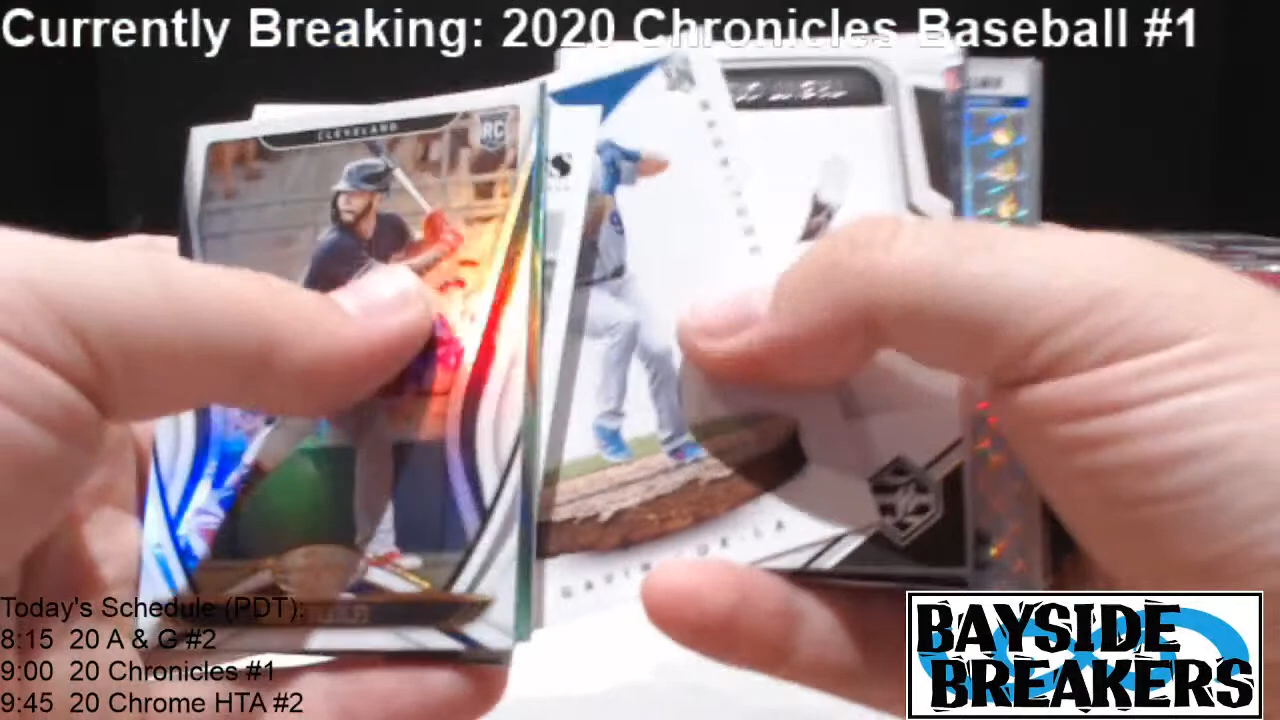 Currently Breaking: 2020 Chronicles Baseball #1
CLEVELAND
RC
Today's Schedule (PDT):
8:15 20 A & G #2
9:00 20 Chronicles #1
9:45 20 Chrome HTA #2
BAYSIDE
BREAKERS